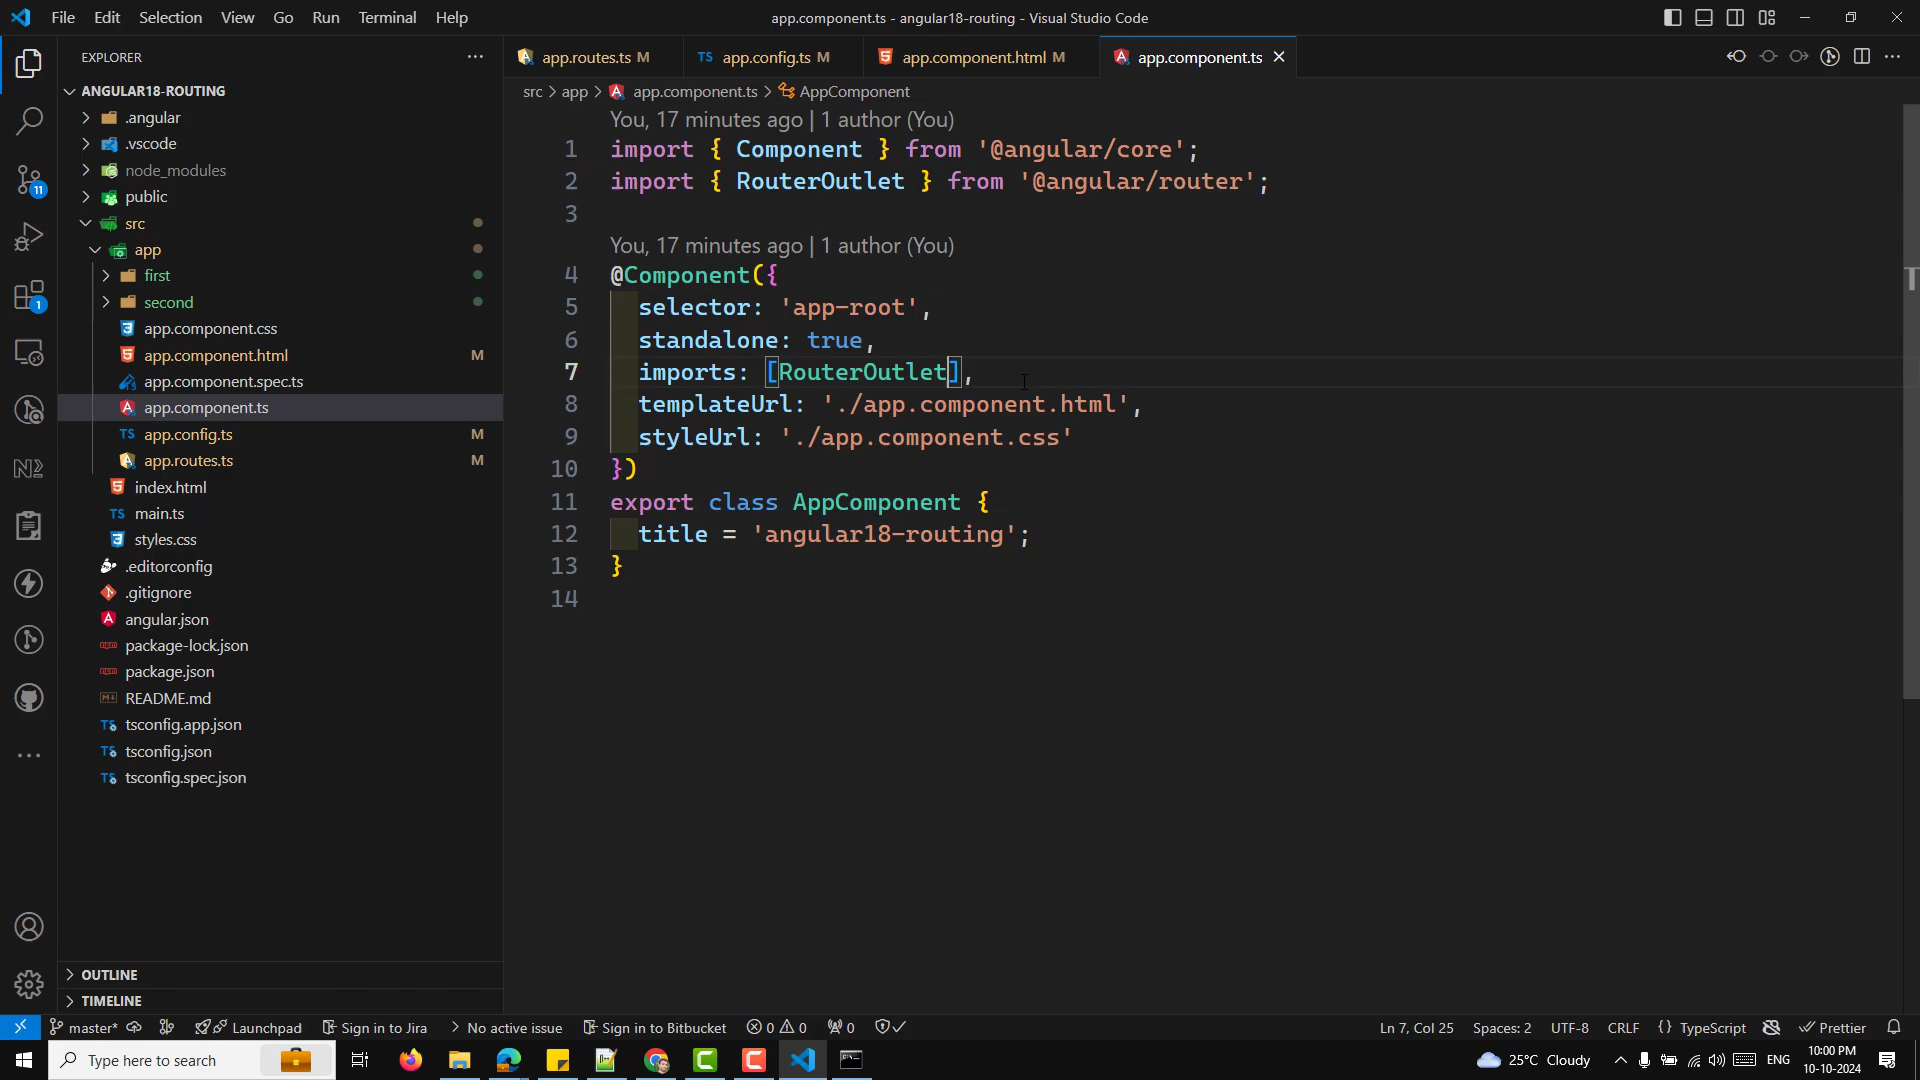 File Edit Selection View Go Run Terminal Help
app.component.ts - angular18-routing - Visual Studio Code
EXPLORER
ANGULAR18-ROUTING
.angular
.vscode
node_modules
public
src
app
first
second
app.component.css
app.component.html M
app.component.spec.ts
app.component.ts
app.config.ts M
app.routes.ts M
index.html
main.ts
styles.css
.editorconfig
.gitignore
angular.json
package-lock.json
package.json
README.md
tsconfig.app.json
tsconfig.json
tsconfig.spec.json
OUTLINE
TIMELINE
11
1
app.routes.ts M
TS app.config.ts M
app.component.html M
app.component.ts
src > app > app.component.ts > AppComponent
You, 17 minutes ago | 1 author (You)
1 import { Component } from '@angular/core';
2 import { RouterOutlet } from '@angular/router';
3
You, 17 minutes ago | 1 author (You)
4 @Component({
5 selector: 'app-root',
6 standalone: true,
7 imports: [RouterOutlet],
8 templateUrl: './app.component.html',
9 styleUrl: './app.component.css'
10 })
11 export class AppComponent {
12 title = 'angular18-routing';
13 }
14
master* Launchpad Sign in to Jira No active issue Sign in to Bitbucket 0 0 0
Ln 7, Col 25 Spaces: 2 UTF-8 CRLF {} TypeScript Prettier
Type here to search
25°C Cloudy ENG
10:00 PM
10-10-2024